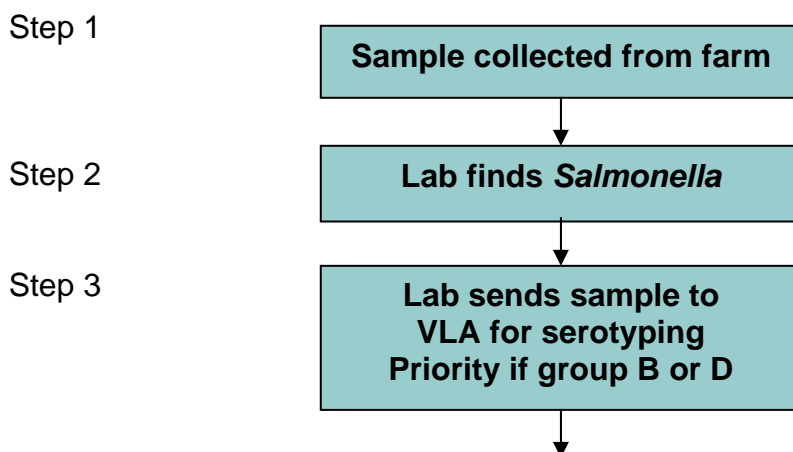 Step 1
Sample collected from farm
Step 2
Lab finds Salmonella
Step 3
Lab sends sample to
VLA for serotyping
Priority if group B or D